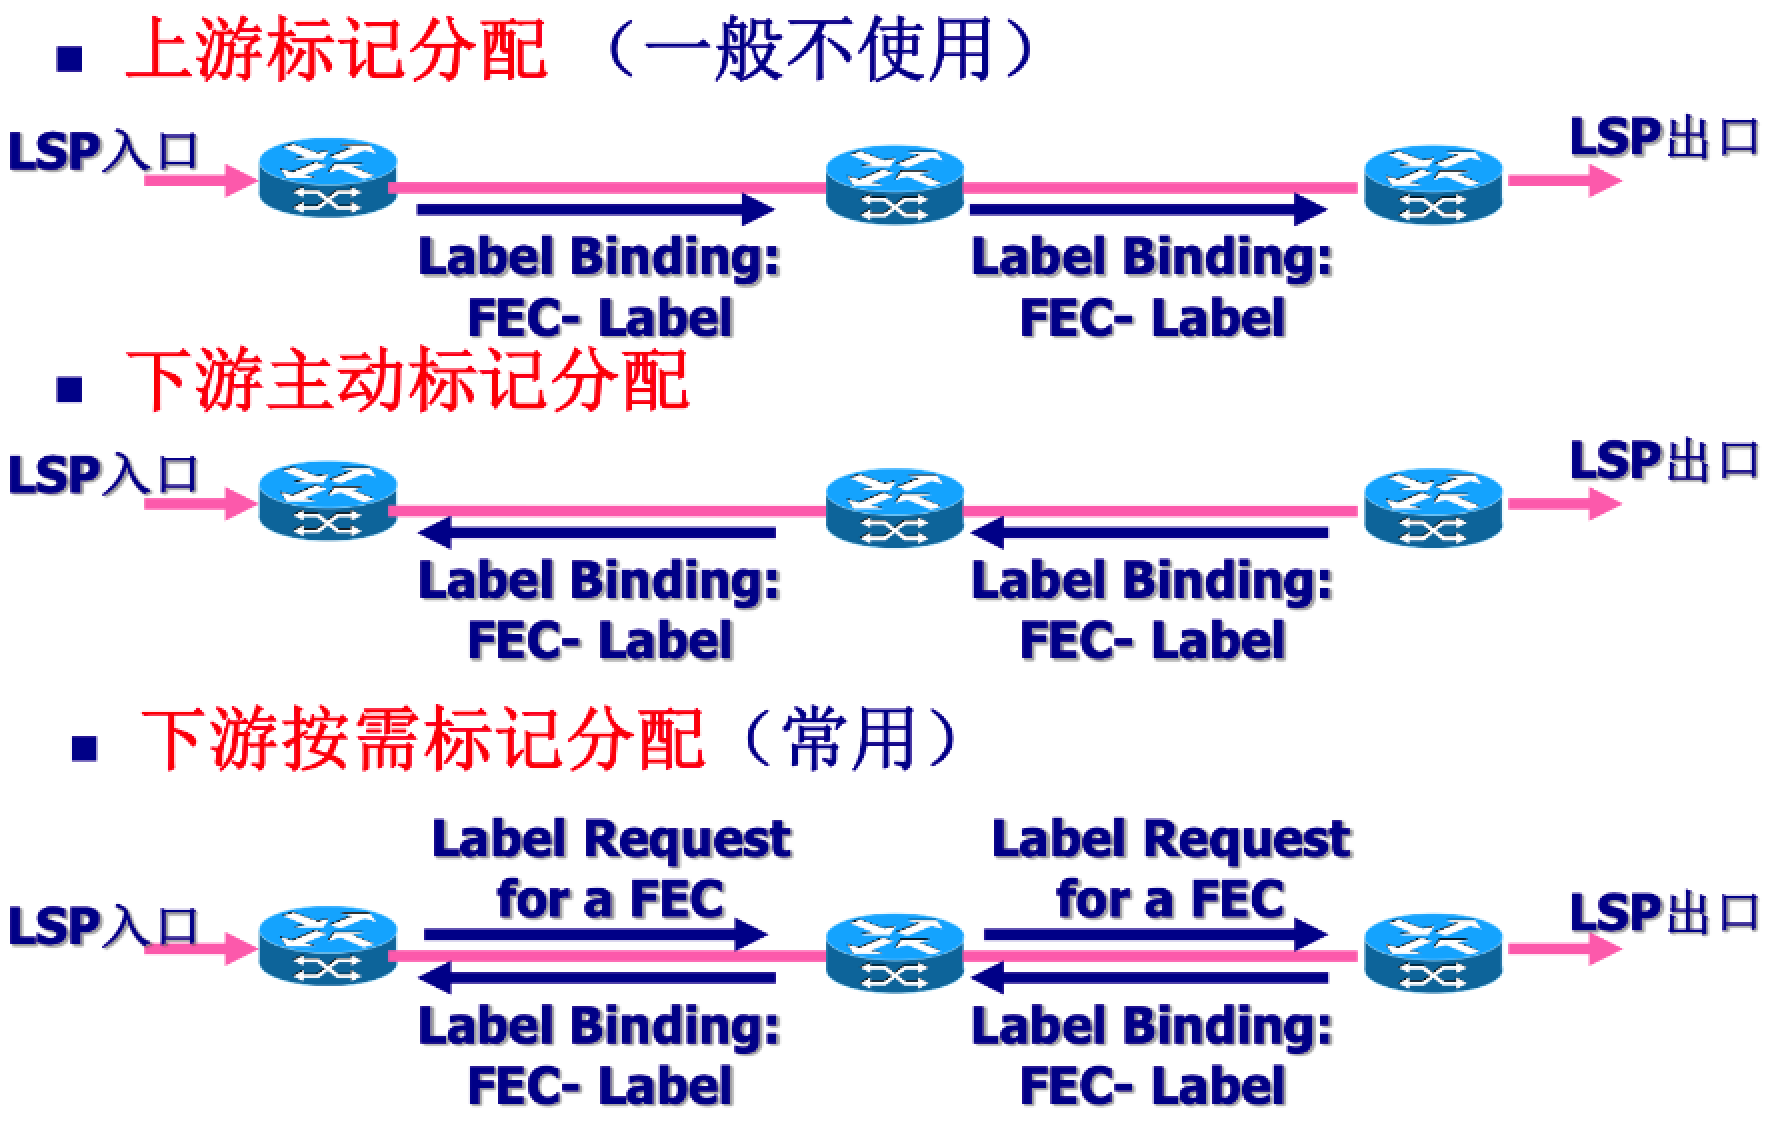 上游标记分配 （一般不使用）
LSP入口
LSP出口
Label Binding:
FEC- Label
Label Binding:
FEC- Label
下游主动标记分配
LSP入口
LSP出口
Label Binding:
FEC- Label
Label Binding:
FEC- Label
下游按需标记分配（常用）
Label Request
for a FEC
Label Request
for a FEC
LSP入口
LSP出口
Label Binding:
FEC- Label
Label Binding:
FEC- Label